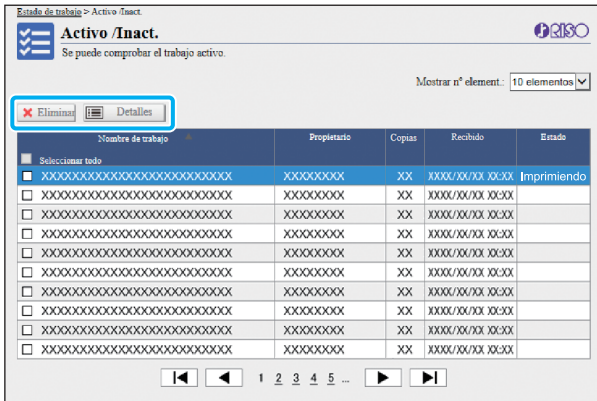 Estado de trabajo > Activo /Inact.
Activo /Inact.
RISO
Se puede comprobar el trabajo activo.
Mostrar nº element.: 10 elementos
Eliminar Detalles
Nombre de trabajo Propietario Copias Recibido Estado
Seleccionar todo
XXXXXXXXXXXXXXXXXXXXXXXXX XXXXXXXX XX XXXX/XX/XX XX:XX Imprimiendo
XXXXXXXXXXXXXXXXXXXXXXXXX XXXXXXXX XX XXXX/XX/XX XX:XX
XXXXXXXXXXXXXXXXXXXXXXXXX XXXXXXXX XX XXXX/XX/XX XX:XX
XXXXXXXXXXXXXXXXXXXXXXXXX XXXXXXXX XX XXXX/XX/XX XX:XX
XXXXXXXXXXXXXXXXXXXXXXXXX XXXXXXXX XX XXXX/XX/XX XX:XX
XXXXXXXXXXXXXXXXXXXXXXXXX XXXXXXXX XX XXXX/XX/XX XX:XX
XXXXXXXXXXXXXXXXXXXXXXXXX XXXXXXXX XX XXXX/XX/XX XX:XX
XXXXXXXXXXXXXXXXXXXXXXXXX XXXXXXXX XX XXXX/XX/XX XX:XX
XXXXXXXXXXXXXXXXXXXXXXXXX XXXXXXXX XX XXXX/XX/XX XX:XX
XXXXXXXXXXXXXXXXXXXXXXXXX XXXXXXXX XX XXXX/XX/XX XX:XX
1 2 3 4 5 ...